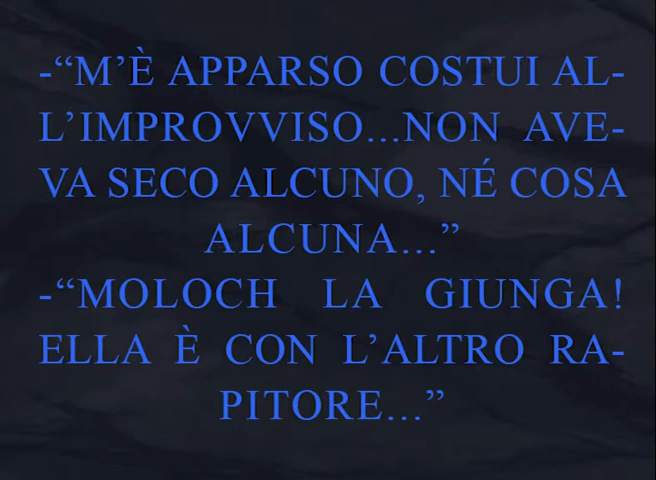 -“M’È APPARSO COSTUI AL-
L’IMPROVVISO...NON AVE-
VA SECO ALCUNO, NÉ COSA
ALCUNA...”
-“MOLOCH LA GIUNGA!
ELLA È CON L’ALTRO RA-
PITORE...”